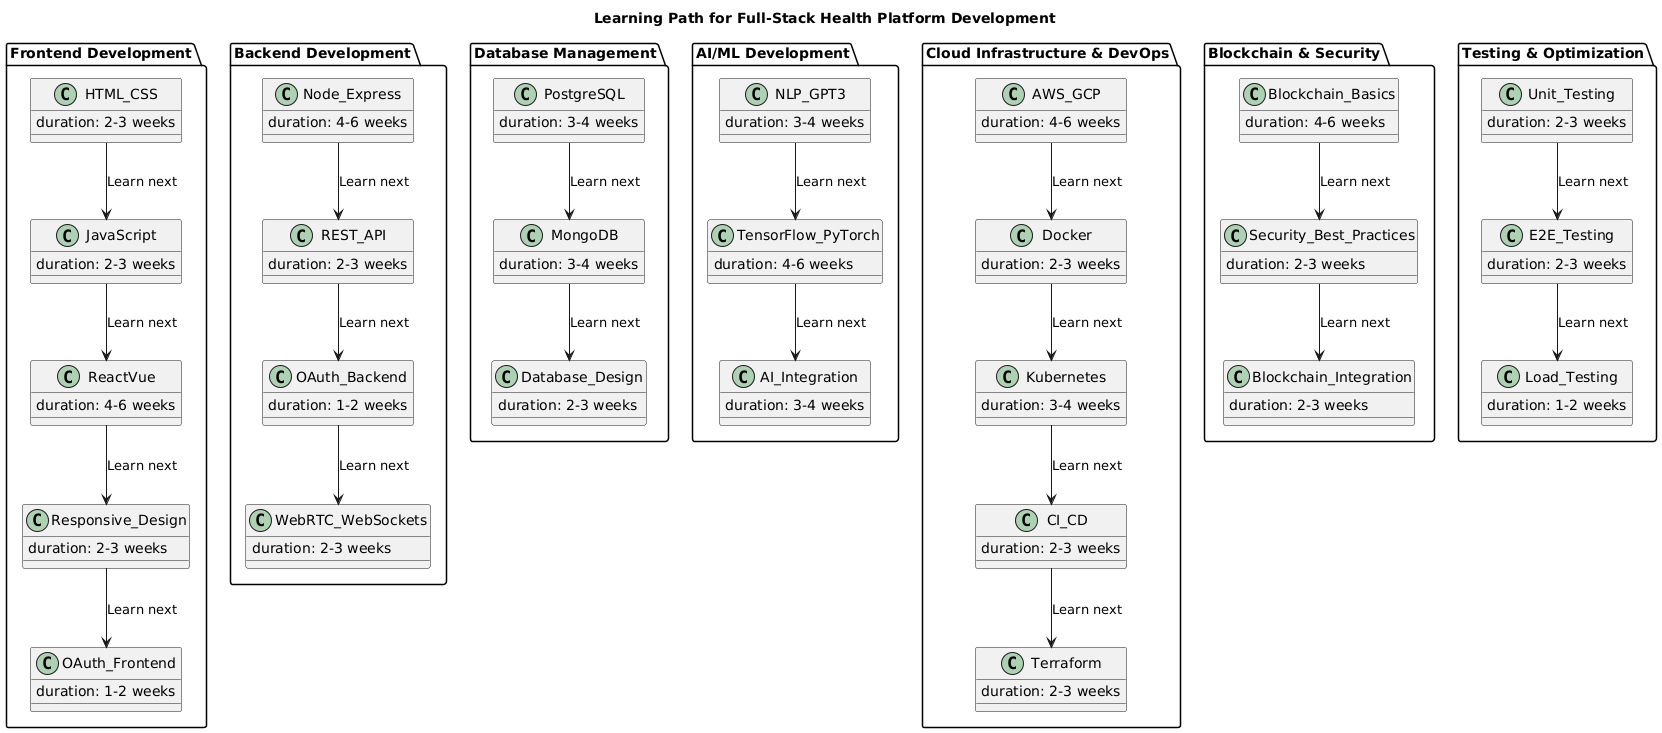 Learning Path for Full-Stack Health Platform Development
Frontend Development
C HTML_CSS
duration: 2-3 weeks
Learn next
C JavaScript
duration: 2-3 weeks
Learn next
C ReactVue
duration: 4-6 weeks
Learn next
C Responsive_Design
duration: 2-3 weeks
Learn next
C OAuth_Frontend
duration: 1-2 weeks
Backend Development
C Node_Express
duration: 4-6 weeks
Learn next
C REST_API
duration: 2-3 weeks
Learn next
C OAuth_Backend
duration: 1-2 weeks
Learn next
C WebRTC_WebSockets
duration: 2-3 weeks
Database Management
C PostgreSQL
duration: 3-4 weeks
Learn next
C MongoDB
duration: 3-4 weeks
Learn next
C Database_Design
duration: 2-3 weeks
AI/ML Development
C NLP_GPT3
duration: 3-4 weeks
Learn next
C TensorFlow_PyTorch
duration: 4-6 weeks
Learn next
C AI_Integration
duration: 3-4 weeks
Cloud Infrastructure & DevOps
C AWS_GCP
duration: 4-6 weeks
Learn next
C Docker
duration: 2-3 weeks
Learn next
C Kubernetes
duration: 3-4 weeks
Learn next
C CI_CD
duration: 2-3 weeks
Learn next
C Terraform
duration: 2-3 weeks
Blockchain & Security
C Blockchain_Basics
duration: 4-6 weeks
Learn next
C Security_Best_Practices
duration: 2-3 weeks
Learn next
C Blockchain_Integration
duration: 2-3 weeks
Testing & Optimization
C Unit_Testing
duration: 2-3 weeks
Learn next
C E2E_Testing
duration: 2-3 weeks
Learn next
C Load_Testing
duration: 1-2 weeks